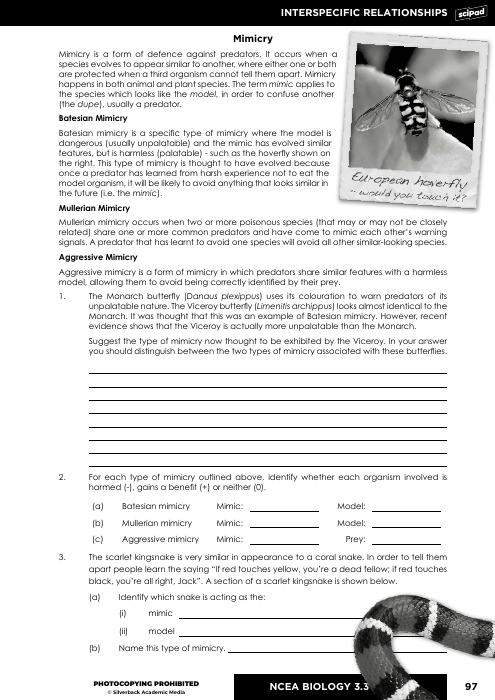 INTERSPECIFIC RELATIONSHIPS scipad
Mimicry
Mimicry is a form of defence against predators. It occurs when a
species evolves to appear similar to another, where either one or both
are protected when a third organism cannot tell them apart. Mimicry
happens in both animal and plant species. The term mimic applies to
the species which looks like the model, in order to confuse another
(the dupe), usually a predator.
Batesian Mimicry
Batesian mimicry is a specific type of mimicry where the model is
dangerous (usually unpalatable) and the mimic has evolved similar
features, but is harmless (palatable) - such as the hoverfly shown on
the right. This type of mimicry is thought to have evolved because
once a predator has learned from harsh experience not to eat the
model organism, it will be likely to avoid anything that looks similar in
the future (i.e. the mimic).
European hoverfly
- would you touch it?
Mullerian Mimicry
Mullerian mimicry occurs when two or more poisonous species (that may or may not be closely
related) share one or more common predators and have come to mimic each other's warning
signals. A predator that has learnt to avoid one species will avoid all other similar-looking species.
Aggressive Mimicry
Aggressive mimicry is a form of mimicry in which predators share similar features with a harmless
model, allowing them to avoid being correctly identified by their prey.
1. The Monarch butterfly (Danaus plexippus) uses its colouration to warn predators of its
unpalatable nature. The Viceroy butterfly (Limenitis archippus) looks almost identical to the
Monarch. It was thought that this was an example of Batesian mimicry. However, recent
evidence shows that the Viceroy is actually more unpalatable than the Monarch.
Suggest the type of mimicry now thought to be exhibited by the Viceroy. In your answer
you should distinguish between the two types of mimicry associated with these butterflies.
2. For each type of mimicry outlined above, identify whether each organism involved is
harmed (-), gains a benefit (+) or neither (0).
(a) Batesian mimicry Mimic: Model:
(b) Mullerian mimicry Mimic: Model:
(c) Aggressive mimicry Mimic: Prey:
3. The scarlet kingsnake is very similar in appearance to a coral snake. In order to tell them
apart people learn the saying "If red touches yellow, you're a dead fellow; if red touches
black, you're all right, Jack". A section of a scarlet kingsnake is shown below.
(a) Identify which snake is acting as the:
(i) mimic
(ii) model
(b) Name this type of mimicry.
PHOTOCOPYING PROHIBITED
© Silverback Academic Media
NCEA BIOLOGY 3.3
97